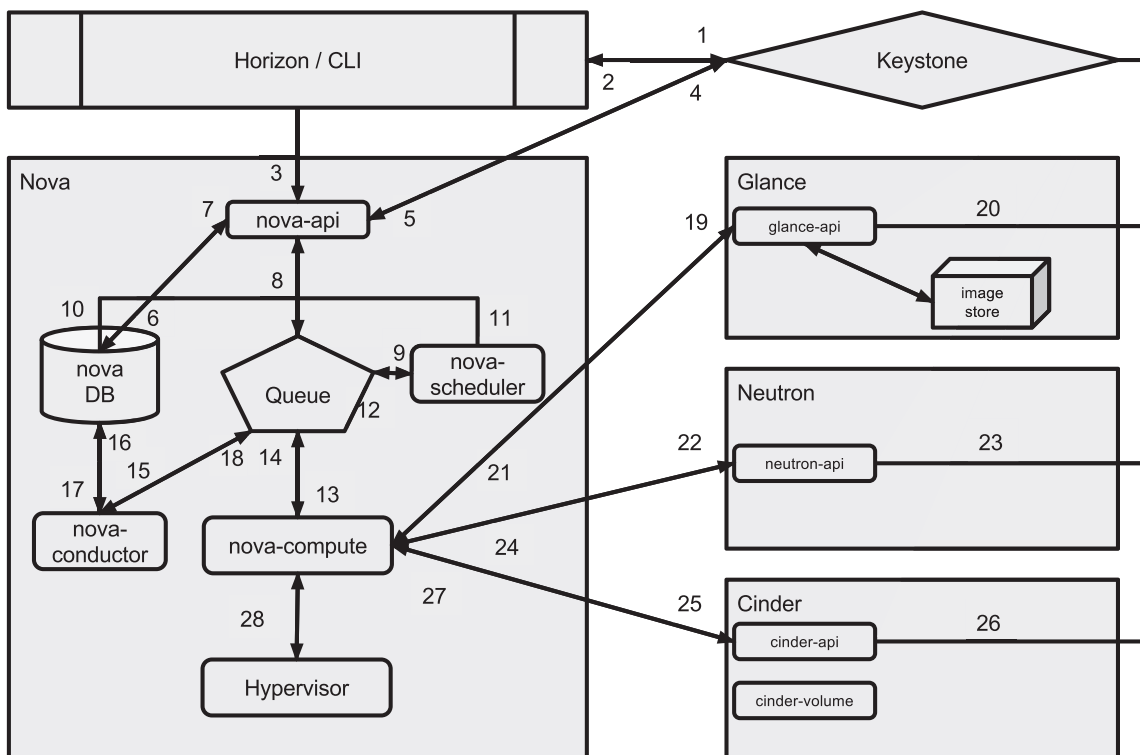 Horizon / CLI
1
2
4
Keystone
Nova
3
nova-api
5
7
8
10
6
11
nova
DB
Queue
9
nova-
scheduler
12
16
15
18
14
17
13
nova-
conductor
nova-compute
28
Hypervisor
27
19
21
22
24
25
Glance
glance-api
20
image
store
Neutron
neutron-api
23
Cinder
cinder-api
26
cinder-volume